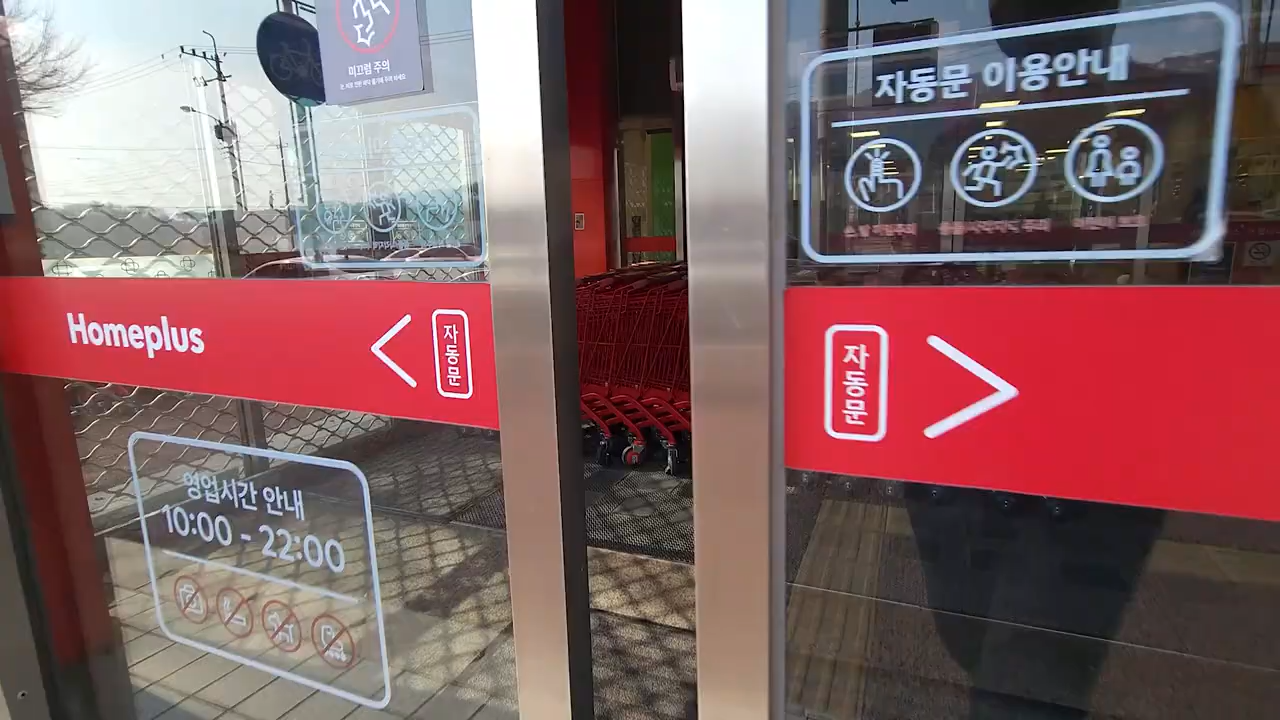 미끄럼 주의
자동문 이용안내
Homeplus
자동문
자동문
영업시간 안내
10:00 - 22:00